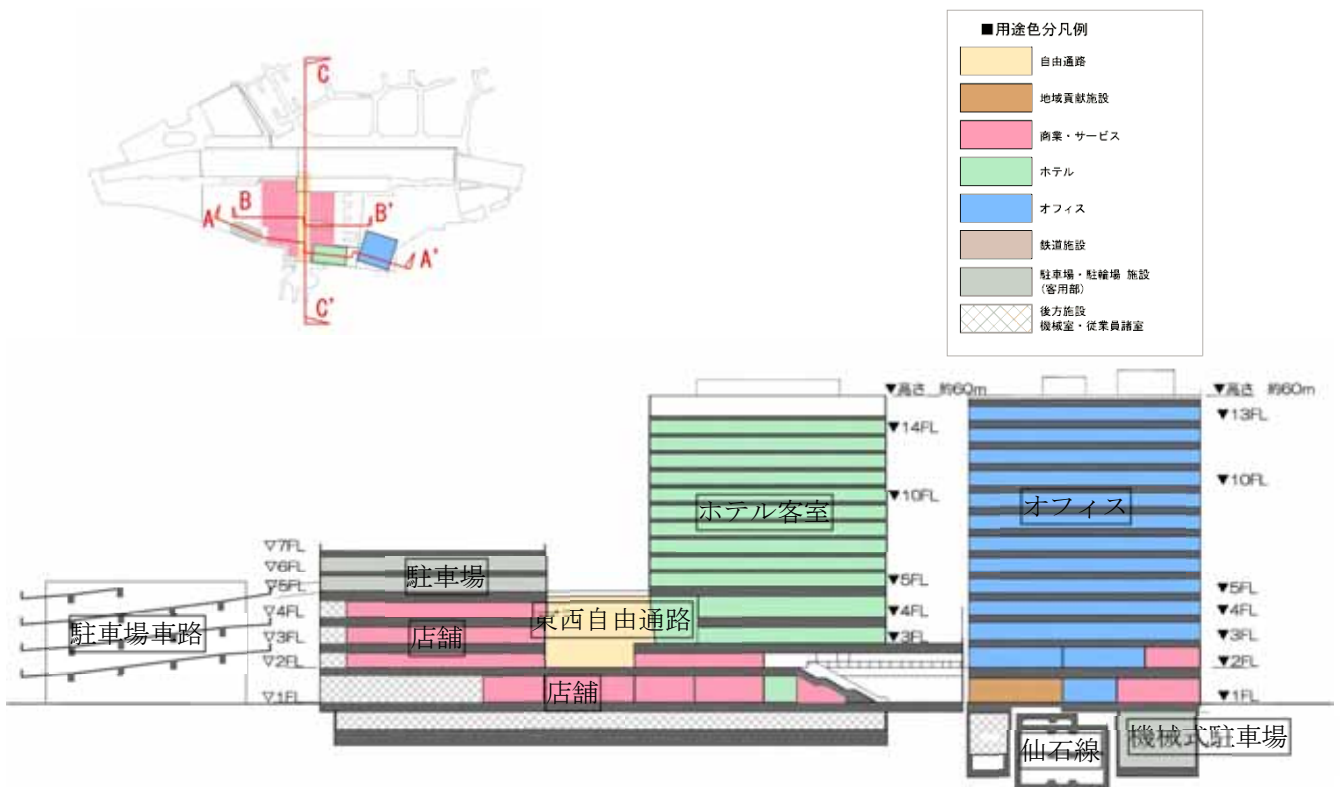 ■用途色分凡例
自由通路
地域貢献施設
商業・サービス
ホテル
オフィス
鉄道施設
駐車場・駐輪場 施設
(客用部)
後方施設
機械室・従業員諸室
C
B
B'
A
A'
C'
▼高さ 約60m
▼高さ 約60m
▼14FL
▼13FL
▼10FL
▼10FL
ホテル客室
オフィス
▽7FL
▽6FL
▽5FL
▽4FL
▽3FL
▽2FL
▽1FL
駐車場
駐車場車路
店舗
東西自由通路
店舗
▼5FL
▼4FL
▼3FL
▼5FL
▼4FL
▼3FL
▼2FL
▼1FL
仙石線
機械式駐車場